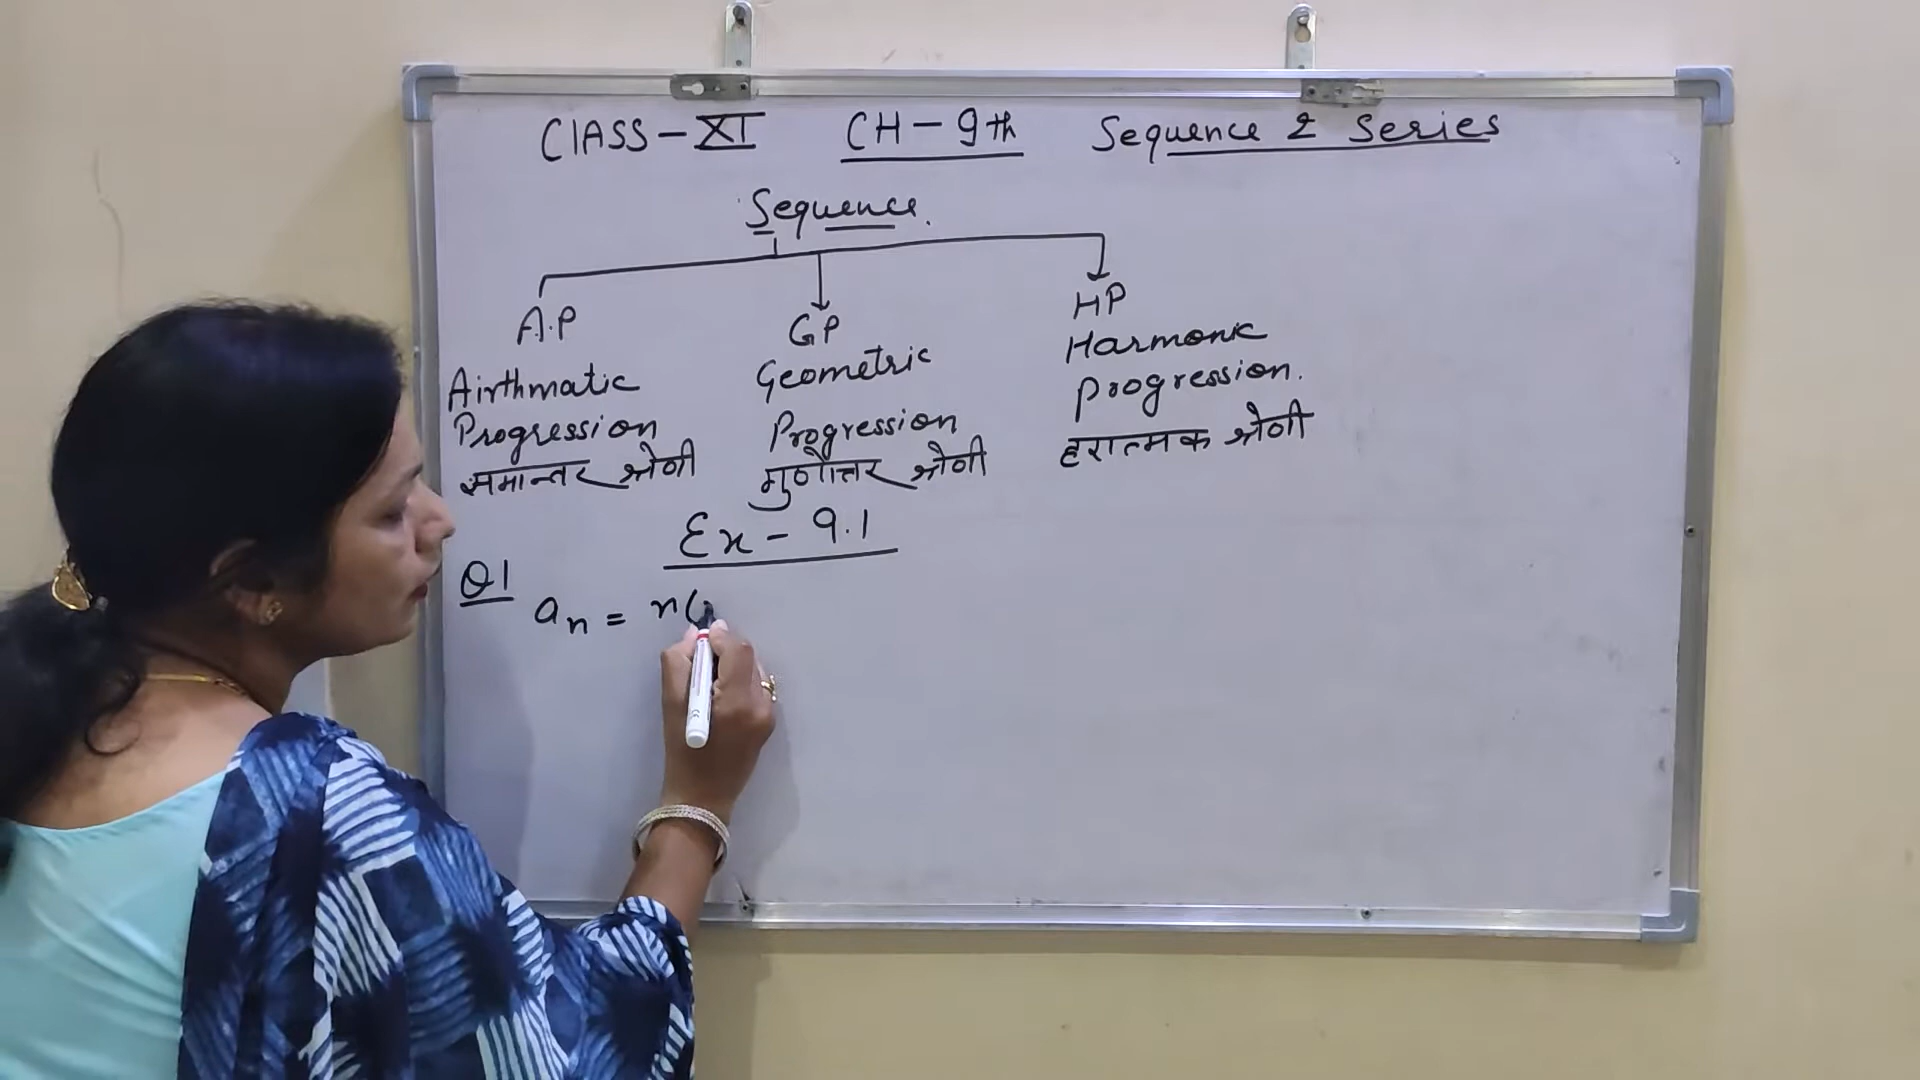 CLASS-XI CH-9th Sequence & Series
Sequence.
A.P
Airthmatic
Progression
समान्तर श्रेणी
GP
Geometric
Progression
गुणोत्तर श्रेणी
HP
Harmonic
Progression.
हरात्मक श्रेणी
Ex-9.1
Q1 an = n(